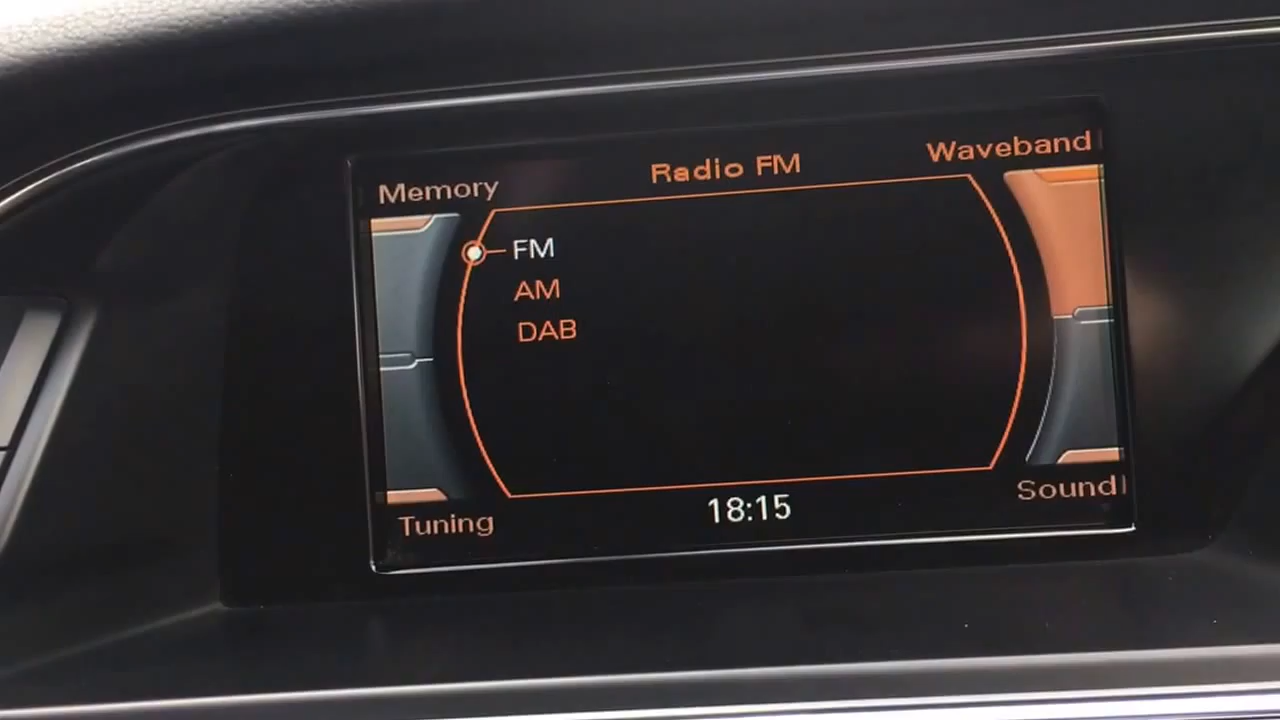 Memory
Radio FM
Waveband
FM
AM
DAB
Tuning
18:15
Sound